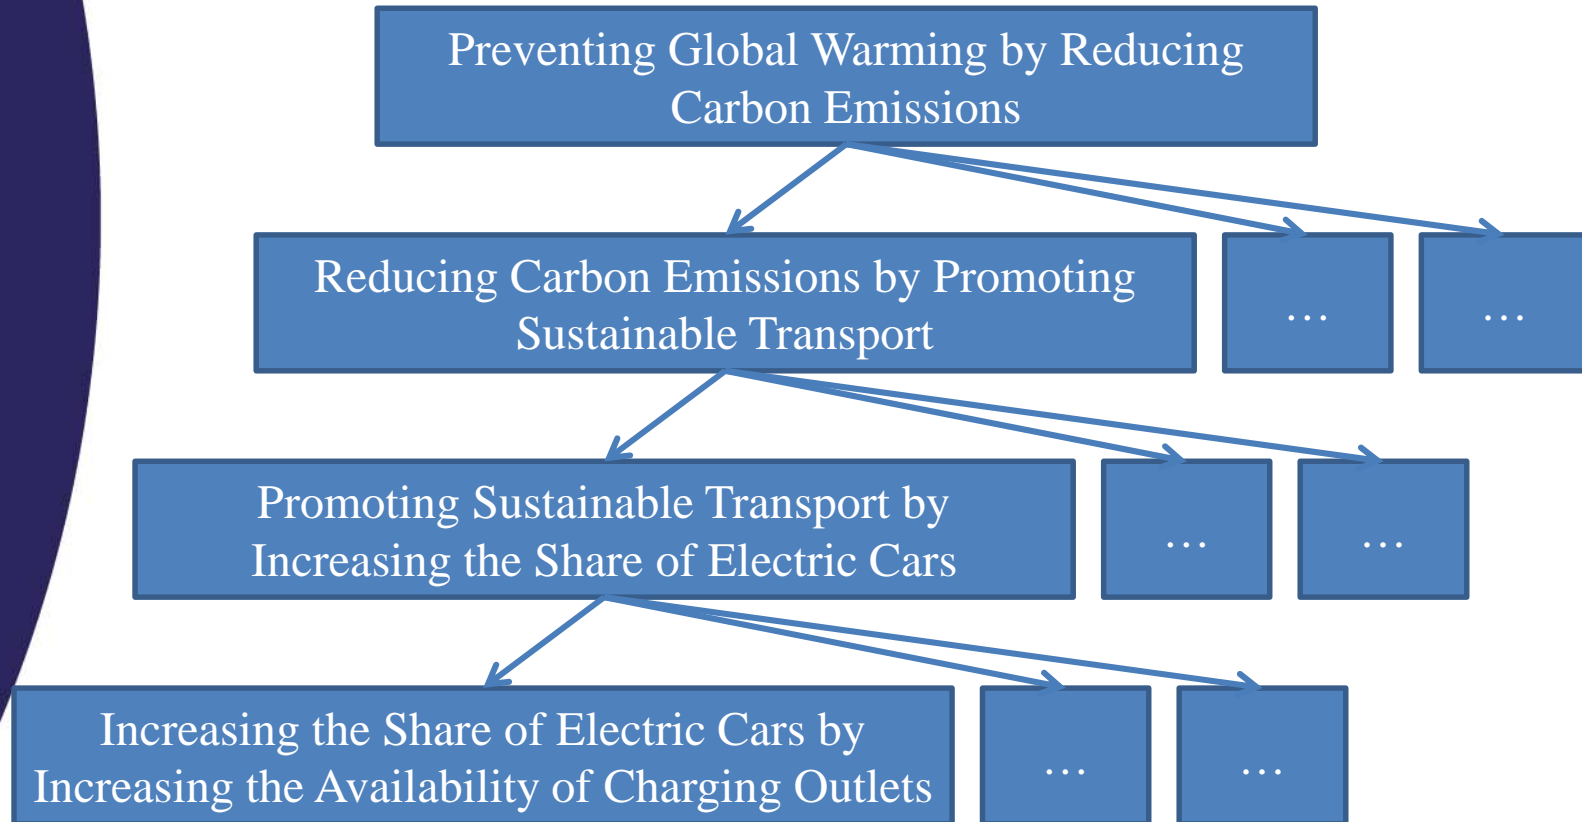 Preventing Global Warming by Reducing
Carbon Emissions
Reducing Carbon Emissions by Promoting
Sustainable Transport
…
…
Promoting Sustainable Transport by
Increasing the Share of Electric Cars
…
…
Increasing the Share of Electric Cars by
Increasing the Availability of Charging Outlets
…
…